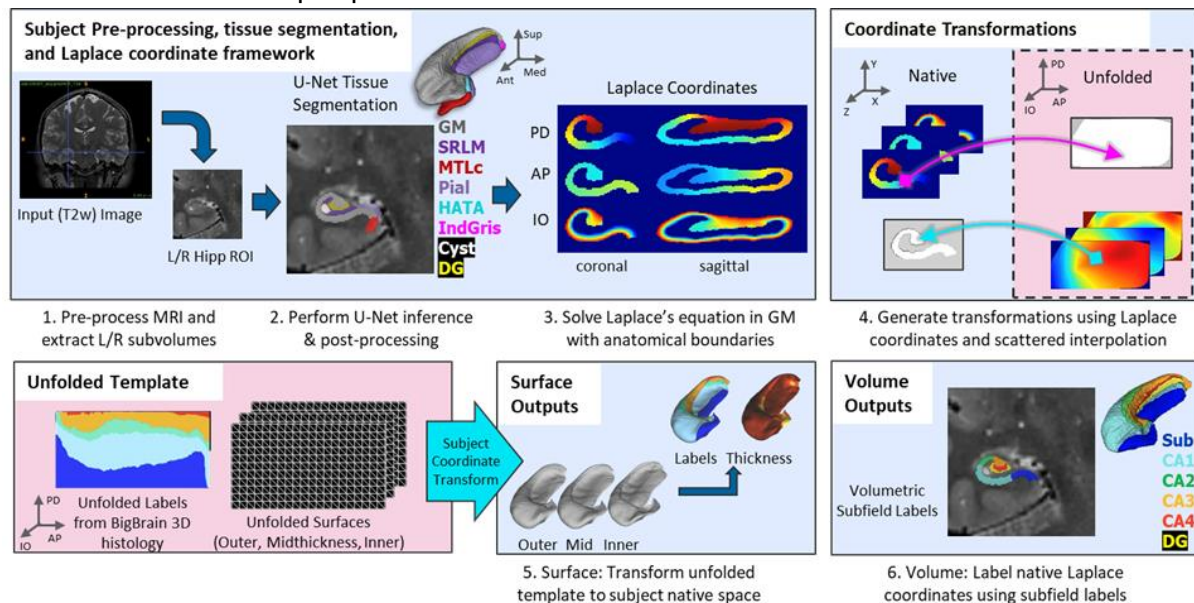 Subject Pre-processing, tissue segmentation,
and Laplace coordinate framework
Input (T2w) Image
L/R Hipp ROI
U-Net Tissue
Segmentation
Sup
Ant
Med
GM
SRLM
MTLc
Pial
HATA
IndGris
Cyst
DG
Laplace Coordinates
PD
AP
IO
coronal
sagittal
1. Pre-process MRI and
extract L/R subvolumes
2. Perform U-Net inference
& post-processing
3. Solve Laplace's equation in GM
with anatomical boundaries
Coordinate Transformations
Y
Z
X
Native
PD
IO
AP
Unfolded
4. Generate transformations using Laplace
coordinates and scattered interpolation
Unfolded Template
PD
IO
AP
Unfolded Labels
from BigBrain 3D
histology
Unfolded Surfaces
(Outer, Midthickness, Inner)
Subject
Coordinate
Transform
Surface
Outputs
Labels
Thickness
Outer
Mid
Inner
5. Surface: Transform unfolded
template to subject native space
Volume
Outputs
Volumetric
Subfield Labels
Sub
CA1
CA2
CA3
CA4
DG
6. Volume: Label native Laplace
coordinates using subfield labels